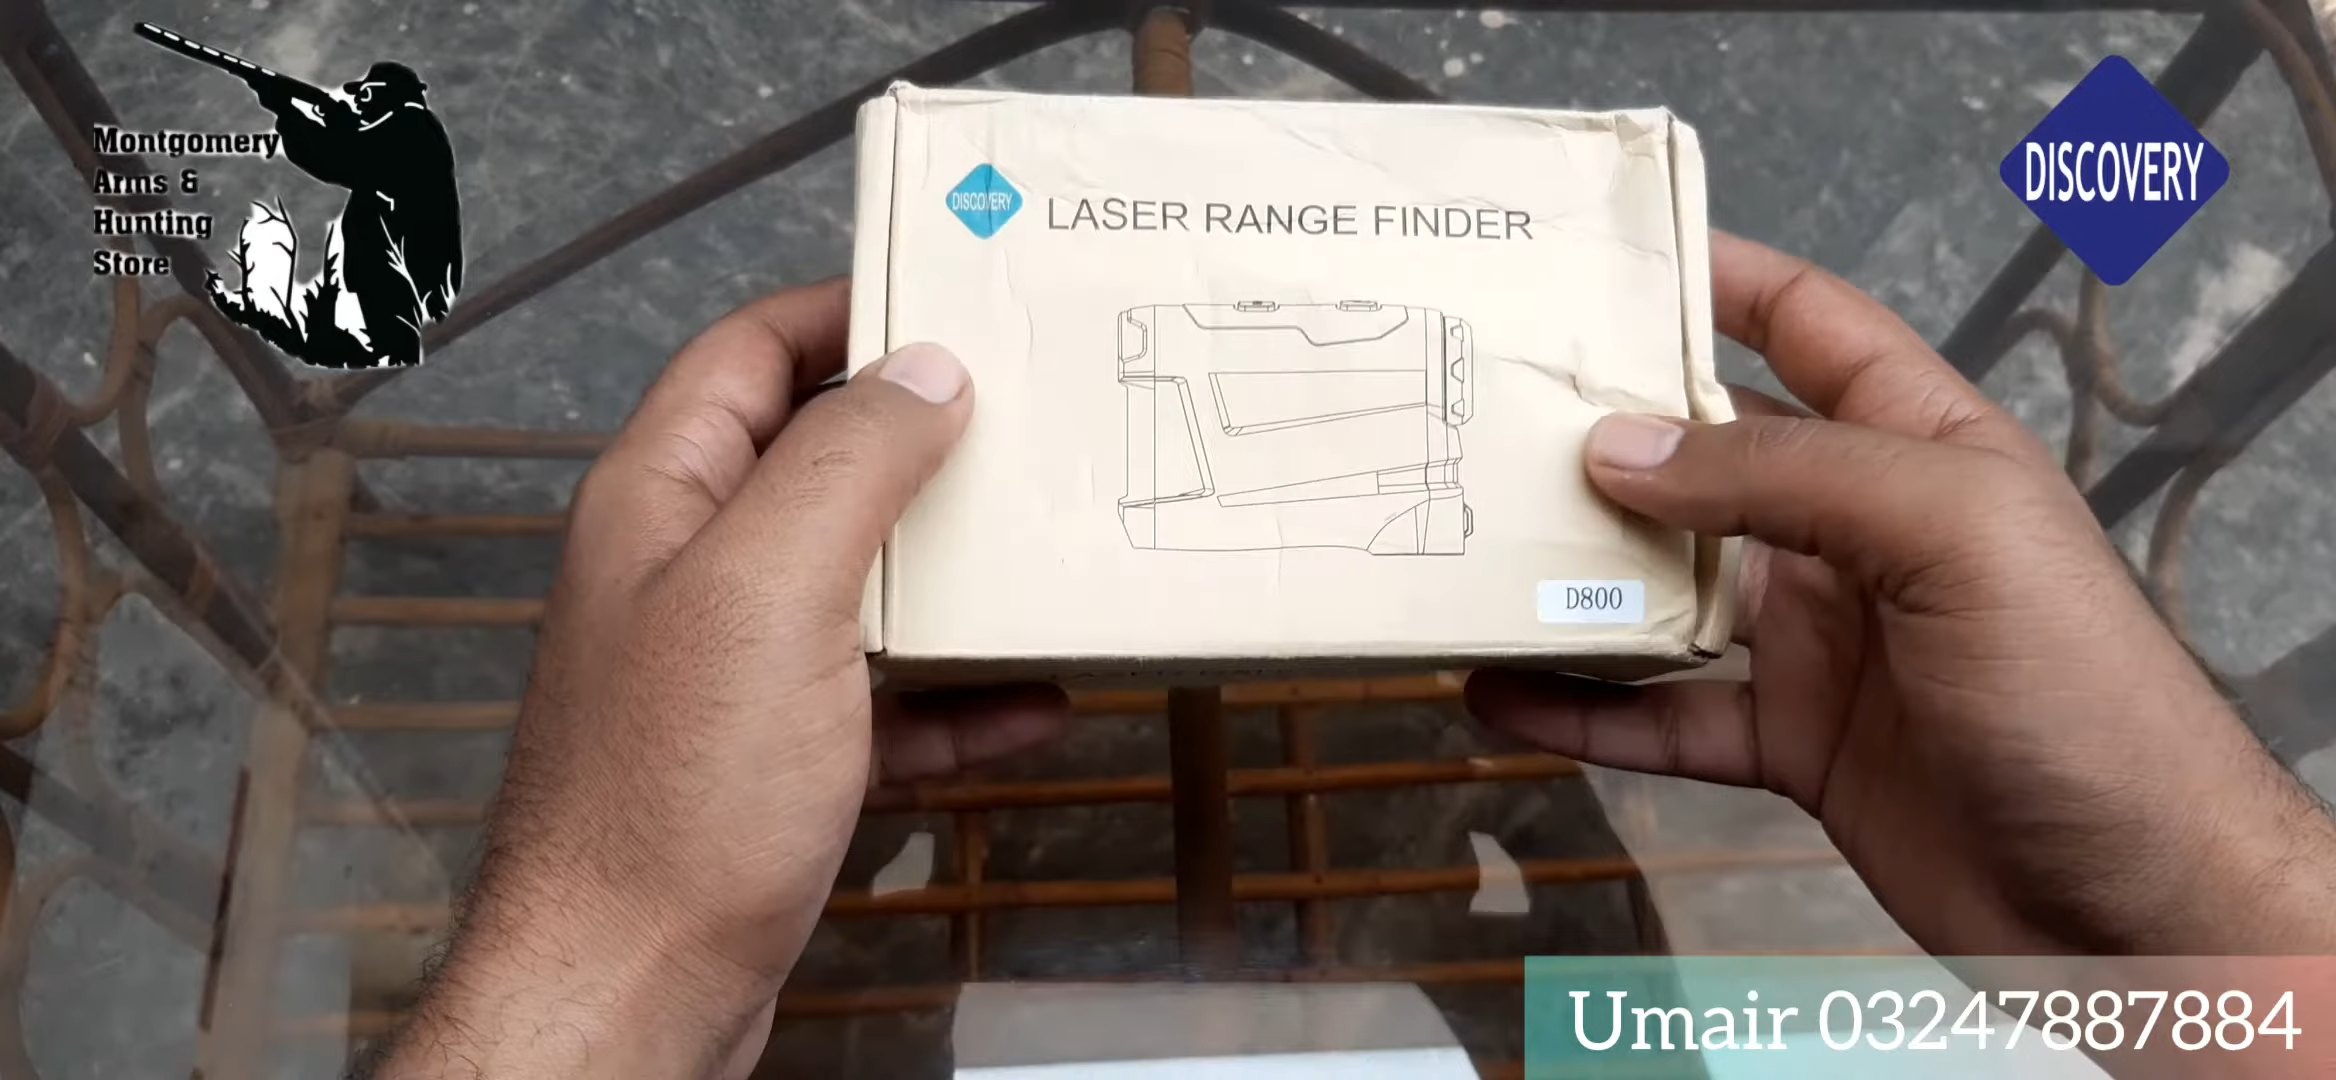 Montgomery
Arms &
Hunting
Store
DISCOVERY
DISCOVERY
LASER RANGE FINDER
D800
Umair 03247887884